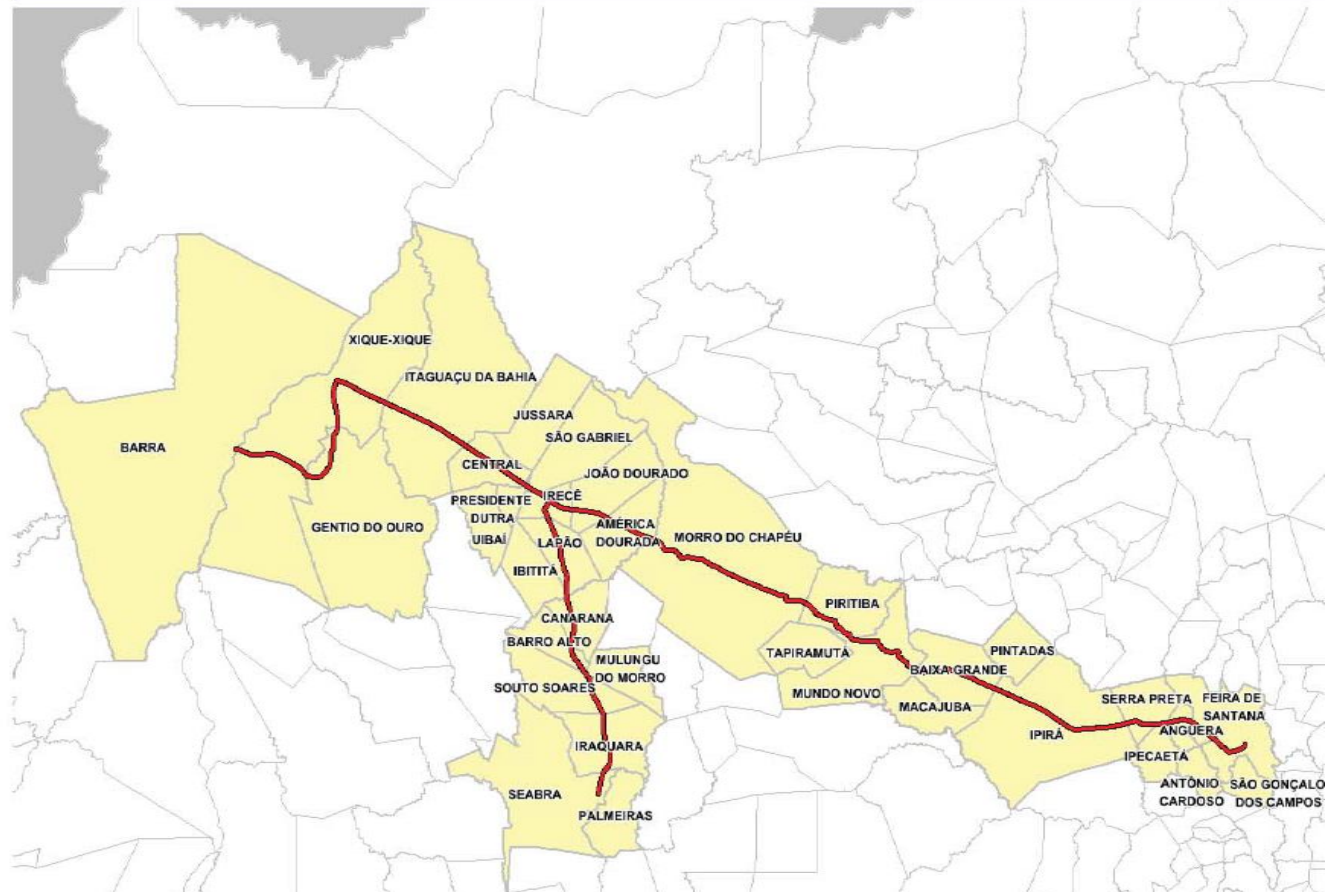 XIQUE-XIQUE
ITAGUAÇU DA BAHIA
JUSSARA
SÃO GABRIEL
BARRA
CENTRAL
JOÃO DOURADO
PRESIDENTE
DUTRA
IRECÊ
GENTIO DO OURO
UIBAÍ
LAPÃO
AMÉRICA
DOURADA
MORRO DO CHAPÉU
IBITITÁ
CANARANA
PIRITIBA
BARRO ALTO
TAPIRAMUTÁ
PINTADAS
MULUNGU
DO MORRO
BAIXA GRANDE
SOUTO SOARES
MUNDO NOVO
MACAJUBA
SERRA PRETA
FEIRA DE
SANTANA
IRAQUARA
IPIRÁ
ANGUERA
IPECAETÁ
SEABRA
PALMEIRAS
ANTÔNIO
CARDOSO
SÃO GONÇALO
DOS CAMPOS